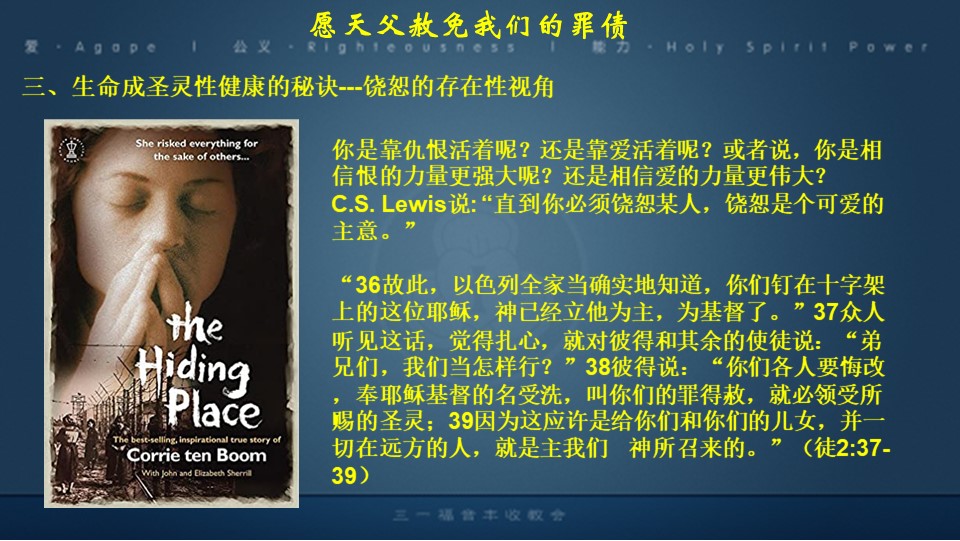 愿天父赦免我们的罪债
爱 · Agape | 公义 · Righteousness | 能力 · Holy Spirit Power
三、生命成圣灵性健康的秘诀---饶恕的存在性视角
She risked everything for
the sake of others...
the
Hiding
Place
The best-selling, inspirational true story of
Corrie ten Boom
With John and Elizabeth Sherrill
你是靠仇恨活着呢？还是靠爱活着呢？或者说，你是相
信恨的力量更强大呢？还是相信爱的力量更伟大？
C.S. Lewis说:“直到你必须饶恕某人，饶恕是个可爱的
主意。”
“36故此，以色列全家当确实地知道，你们钉在十字架
上的这位耶稣，神已经立他为主，为基督了。”37众人
听见这话，觉得扎心，就对彼得和其余的使徒说：“弟
兄们，我们当怎样行？”38彼得说：“你们各人要悔改
，奉耶稣基督的名受洗，叫你们的罪得赦，就必领受所
赐的圣灵；39因为这应许是给你们和你们的儿女，并一
切在远方的人，就是主我们　神所召来的。”（徒2:37-
39）
三一福音丰收教会